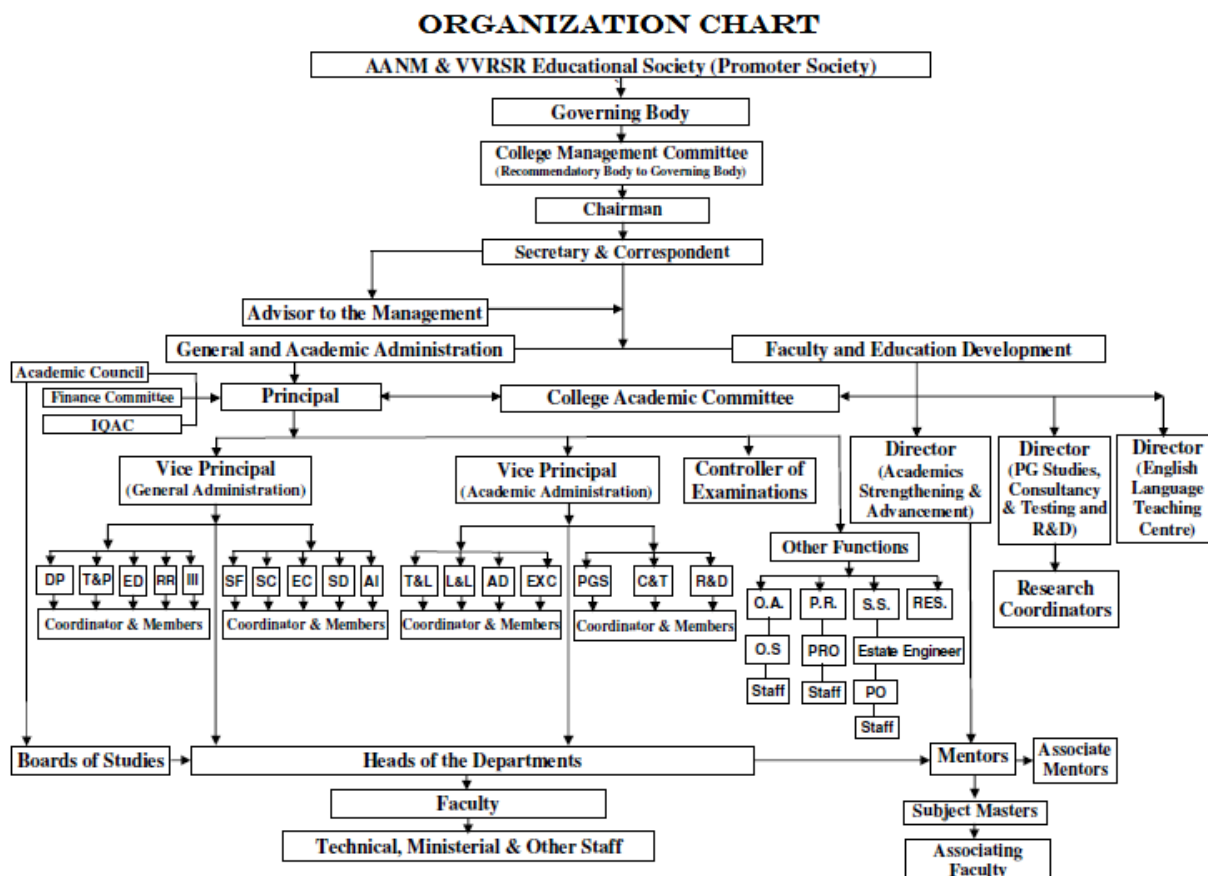 ORGANIZATION CHART
AANM & VVRSR Educational Society (Promoter Society)
Governing Body
College Management Committee
(Recommendatory Body to Governing Body)
Chairman
Secretary & Correspondent
Advisor to the Management
General and Academic Administration
Faculty and Education Development
Academic Council
Finance Committee
IQAC
Principal
College Academic Committee
Vice Principal
(General Administration)
Vice Principal
(Academic Administration)
Controller of
Examinations
Director
(Academics
Strengthening &
Advancement)
Director
(PG Studies,
Consultancy
& Testing and
R&D)
Director
(English
Language
Teaching
Centre)
Other Functions
DP T&P ED RR III
Coordinator & Members
SF SC EC SD AI
Coordinator & Members
T&L L&L AD EXC
Coordinator & Members
PGS C&T R&D
Coordinator & Members
O.A. P.R. S.S. RES.
O.S PRO Estate Engineer
Staff Staff PO
Staff
Research
Coordinators
Boards of Studies
Heads of the Departments
Mentors
Associate
Mentors
Faculty
Subject Masters
Technical, Ministerial & Other Staff
Associating
Faculty